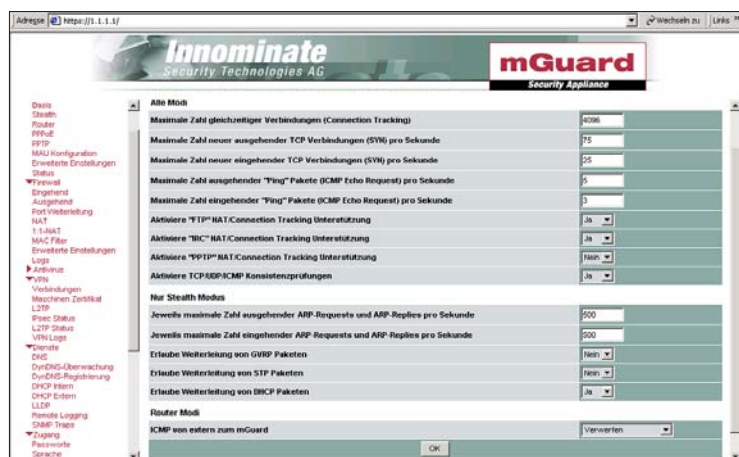 Adresse https://1.1.1.1/ Wechseln zu Links »
Innominate
Security Technologies AG
mGuard
Security Appliance
Basis
Stealth
Router
PPPoE
PPTP
MAU Konfiguration
Erweiterte Einstellungen
Status
Firewall
Eingehend
Ausgehend
Port Weiterleitung
NAT
1:1-NAT
MAC Filter
Erweiterte Einstellungen
Logs
Antivirus
VPN
Verbindungen
Maschinen Zertifikat
L2TP
IPsec Status
L2TP Status
VPN Logs
Dienste
DNS
DynDNS-Überwachung
DynDNS-Registrierung
DHCP Intern
DHCP Extern
LLDP
Remote Logging
SNMP Traps
Zugang
Passworte
Sprache
Alle Modi
Maximale Zahl gleichzeitiger Verbindungen (Connection Tracking) 4096
Maximale Zahl neuer ausgehender TCP Verbindungen (SYN) pro Sekunde 75
Maximale Zahl neuer eingehender TCP Verbindungen (SYN) pro Sekunde 25
Maximale Zahl ausgehender "Ping" Pakete (ICMP Echo Request) pro Sekunde 5
Maximale Zahl eingehender "Ping" Pakete (ICMP Echo Request) pro Sekunde 3
Aktiviere "FTP" NAT/Connection Tracking Unterstützung Ja
Aktiviere "IRC" NAT/Connection Tracking Unterstützung Ja
Aktiviere "PPTP" NAT/Connection Tracking Unterstützung Nein
Aktiviere TCP/UDP/ICMP Konsistenzprüfungen Ja
Nur Stealth Modus
Jeweils maximale Zahl ausgehender ARP-Requests und ARP-Replies pro Sekunde 500
Jeweils maximale Zahl eingehender ARP-Requests und ARP-Replies pro Sekunde 500
Erlaube Weiterleiung von GVRP Paketen Nein
Erlaube Weiterleitung von STP Paketen Nein
Erlaube Weiterleitung von DHCP Paketen Ja
Router Modi
ICMP von extern zum mGuard Verwerfen
OK